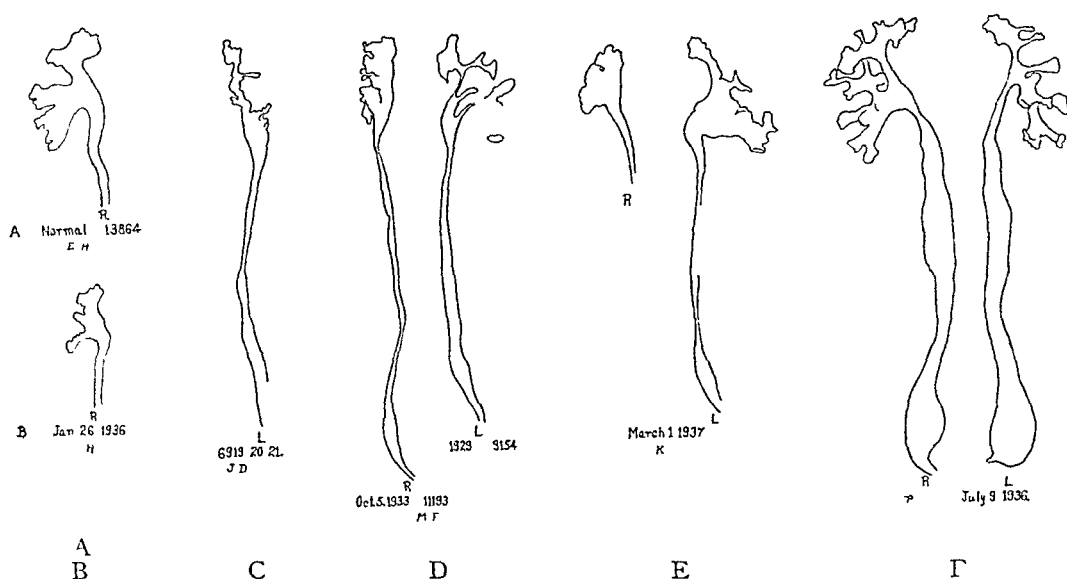 R
A Normal 13864
E H
R
B Jan 26 1936
H
L
6919 20 21
J D
R
Oct.5.1933 11193
M F
L
1929 9154
R
L
March 1 1937
K
R
L
July 9 1936.
A
B C D E Γ